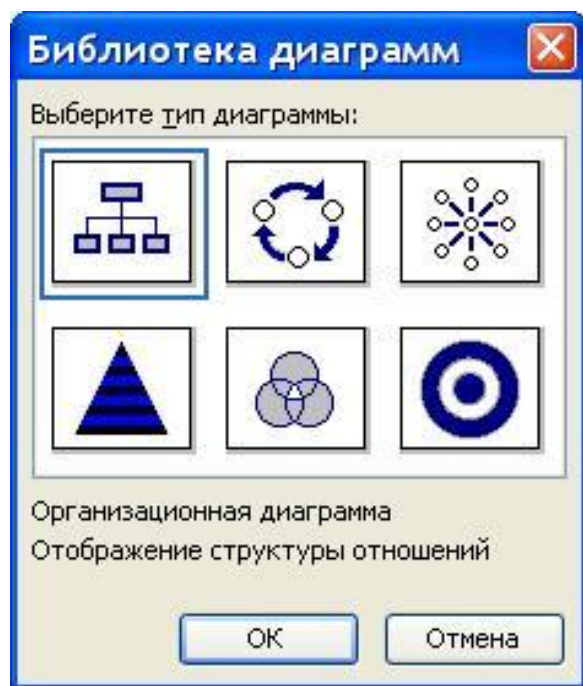 Библиотека диаграмм
Выберите тип диаграммы:
Организационная диаграмма
Отображение структуры отношений
ОК
Отмена